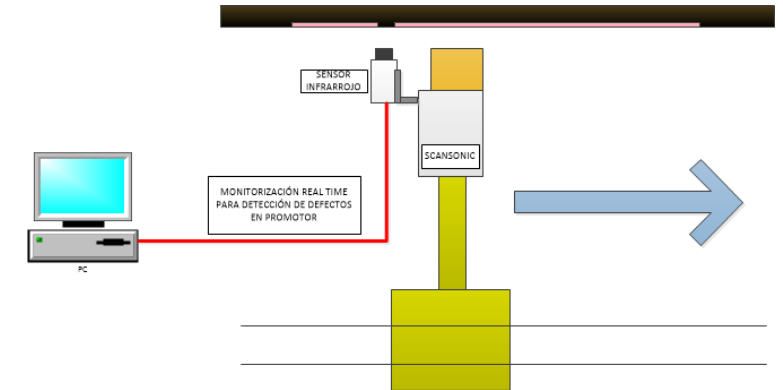 SENSOR
INFRARROJO
SCANSONIC
MONITORIZACIÓN REAL TIME
PARA DETECCIÓN DE DEFECTOS
EN PROMOTOR
PC